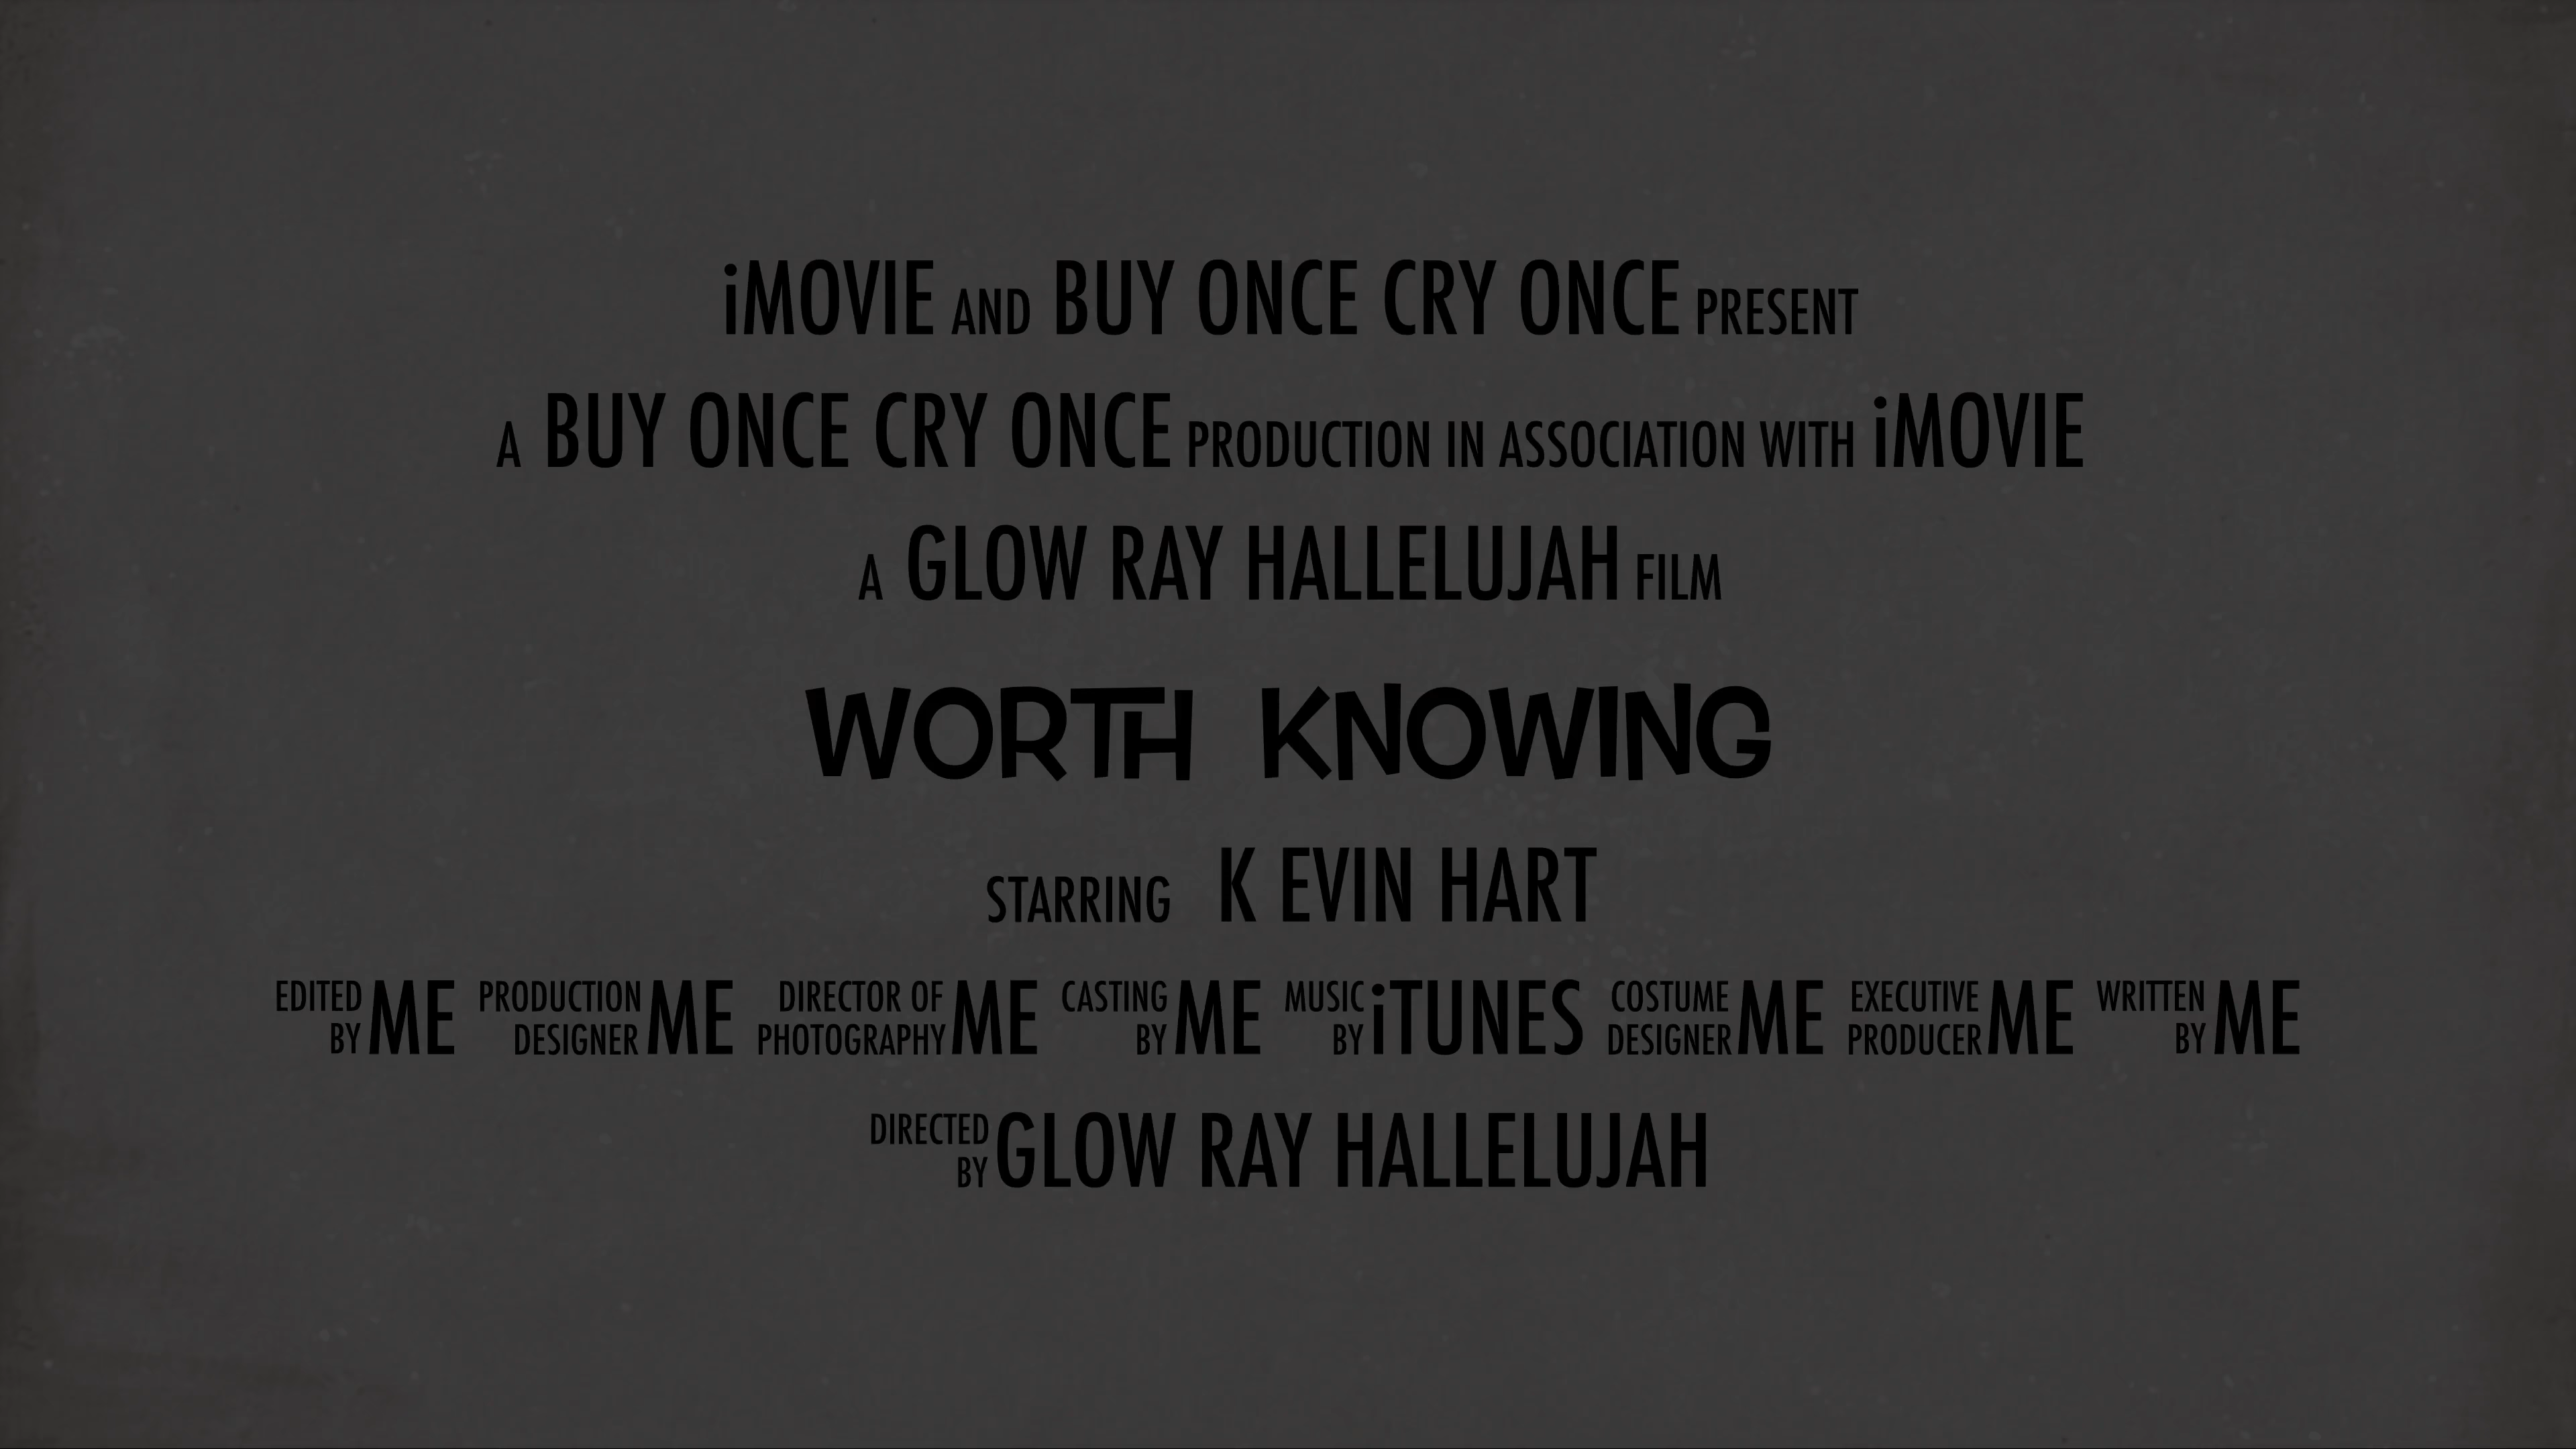 iMOVIE AND BUY ONCE CRY ONCE PRESENT
A BUY ONCE CRY ONCE PRODUCTION IN ASSOCIATION WITH iMOVIE
A GLOW RAY HALLELUJAH FILM
WORTH KNOWING
STARRING K EVIN HART
EDITED BY ME PRODUCTION DESIGNER ME DIRECTOR OF PHOTOGRAPHY ME CASTING BY ME MUSIC BY iTUNES COSTUME DESIGNER ME EXECUTIVE PRODUCER ME WRITTEN BY ME
DIRECTED BY GLOW RAY HALLELUJAH